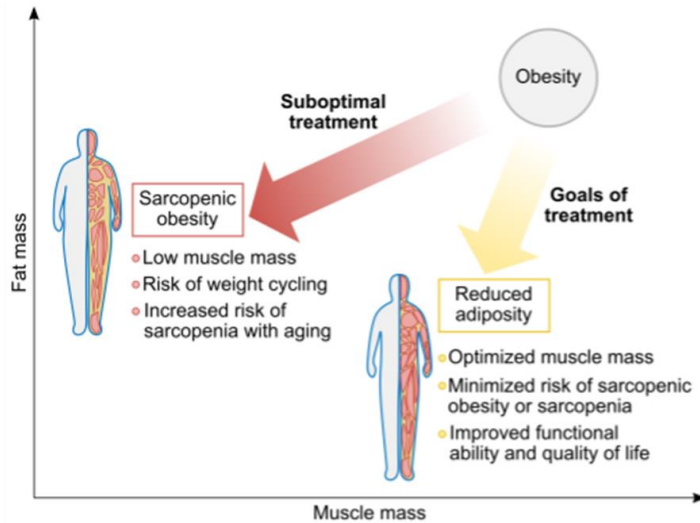 Obesity
Suboptimal
treatment
Goals of
treatment
Fat mass
Sarcopenic
obesity
Low muscle mass
Risk of weight cycling
Increased risk of
sarcopenia with aging
Reduced
adiposity
Optimized muscle mass
Minimized risk of sarcopenic
obesity or sarcopenia
Improved functional
ability and quality of life
Muscle mass